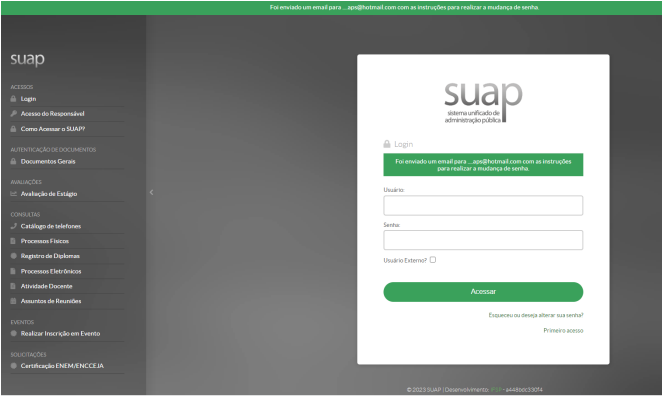 Foi enviado um email para ...aps@hotmail.com com as instruções para realizar a mudança de senha.
suap
ACESSOS
Login
Acesso do Responsável
Como Acessar o SUAP?
AUTENTICAÇÃO DE DOCUMENTOS
Documentos Gerais
AVALIAÇÕES
Avaliação de Estágio
CONSULTAS
Catálogo de telefones
Processos Físicos
Registro de Diplomas
Processos Eletrônicos
Atividade Docente
Assuntos de Reuniões
EVENTOS
Realizar Inscrição em Evento
SOLICITAÇÕES
Certificação ENEM/ENCCEJA
suap
sistema unificado de
administração pública
Login
Foi enviado um email para ...aps@hotmail.com com as instruções
para realizar a mudança de senha.
Usuário:
Senha:
Usuário Externo?
Acessar
Esqueceu ou deseja alterar sua senha?
Primeiro acesso
© 2023 SUAP | Desenvolvimento: